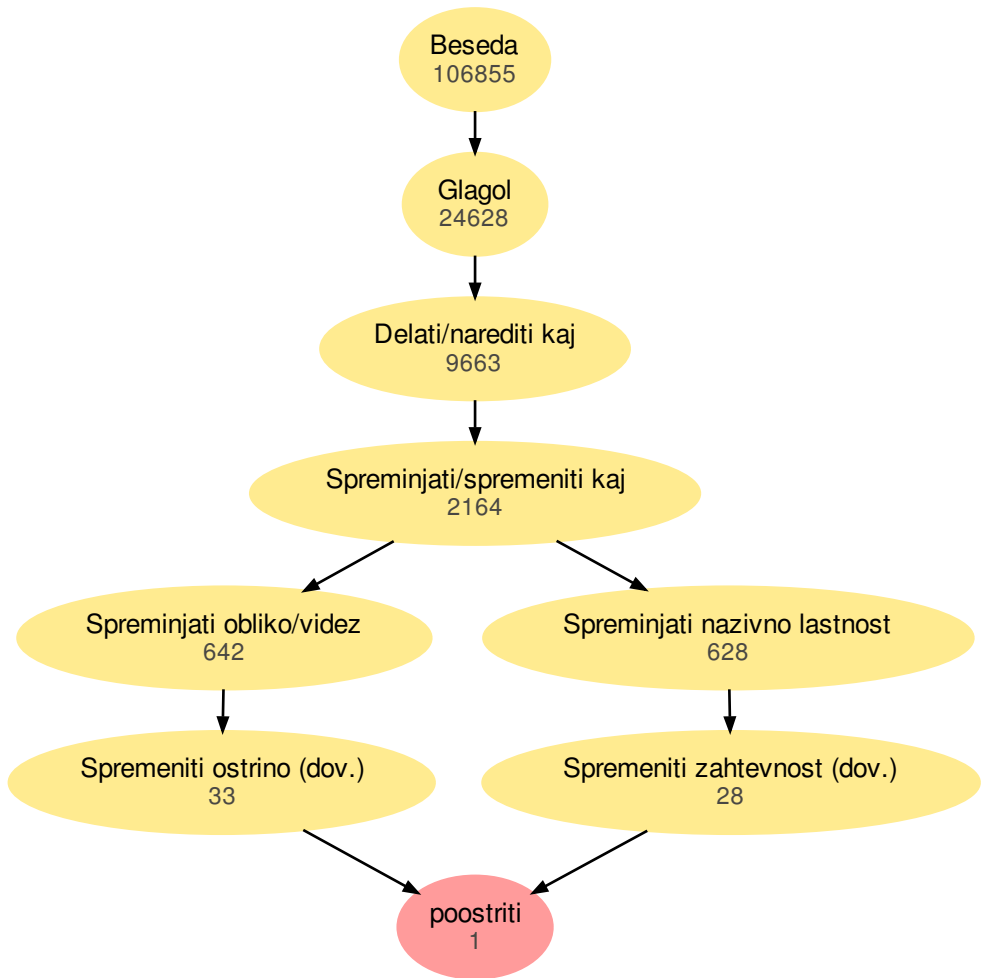 Beseda
106855
Glagol
24628
Delati/narediti kaj
9663
Spreminjati/spremeniti kaj
2164
Spreminjati obliko/videz
642
Spreminjati nazivno lastnost
628
Spremeniti ostrino (dov.)
33
Spremeniti zahtevnost (dov.)
28
poostriti
1